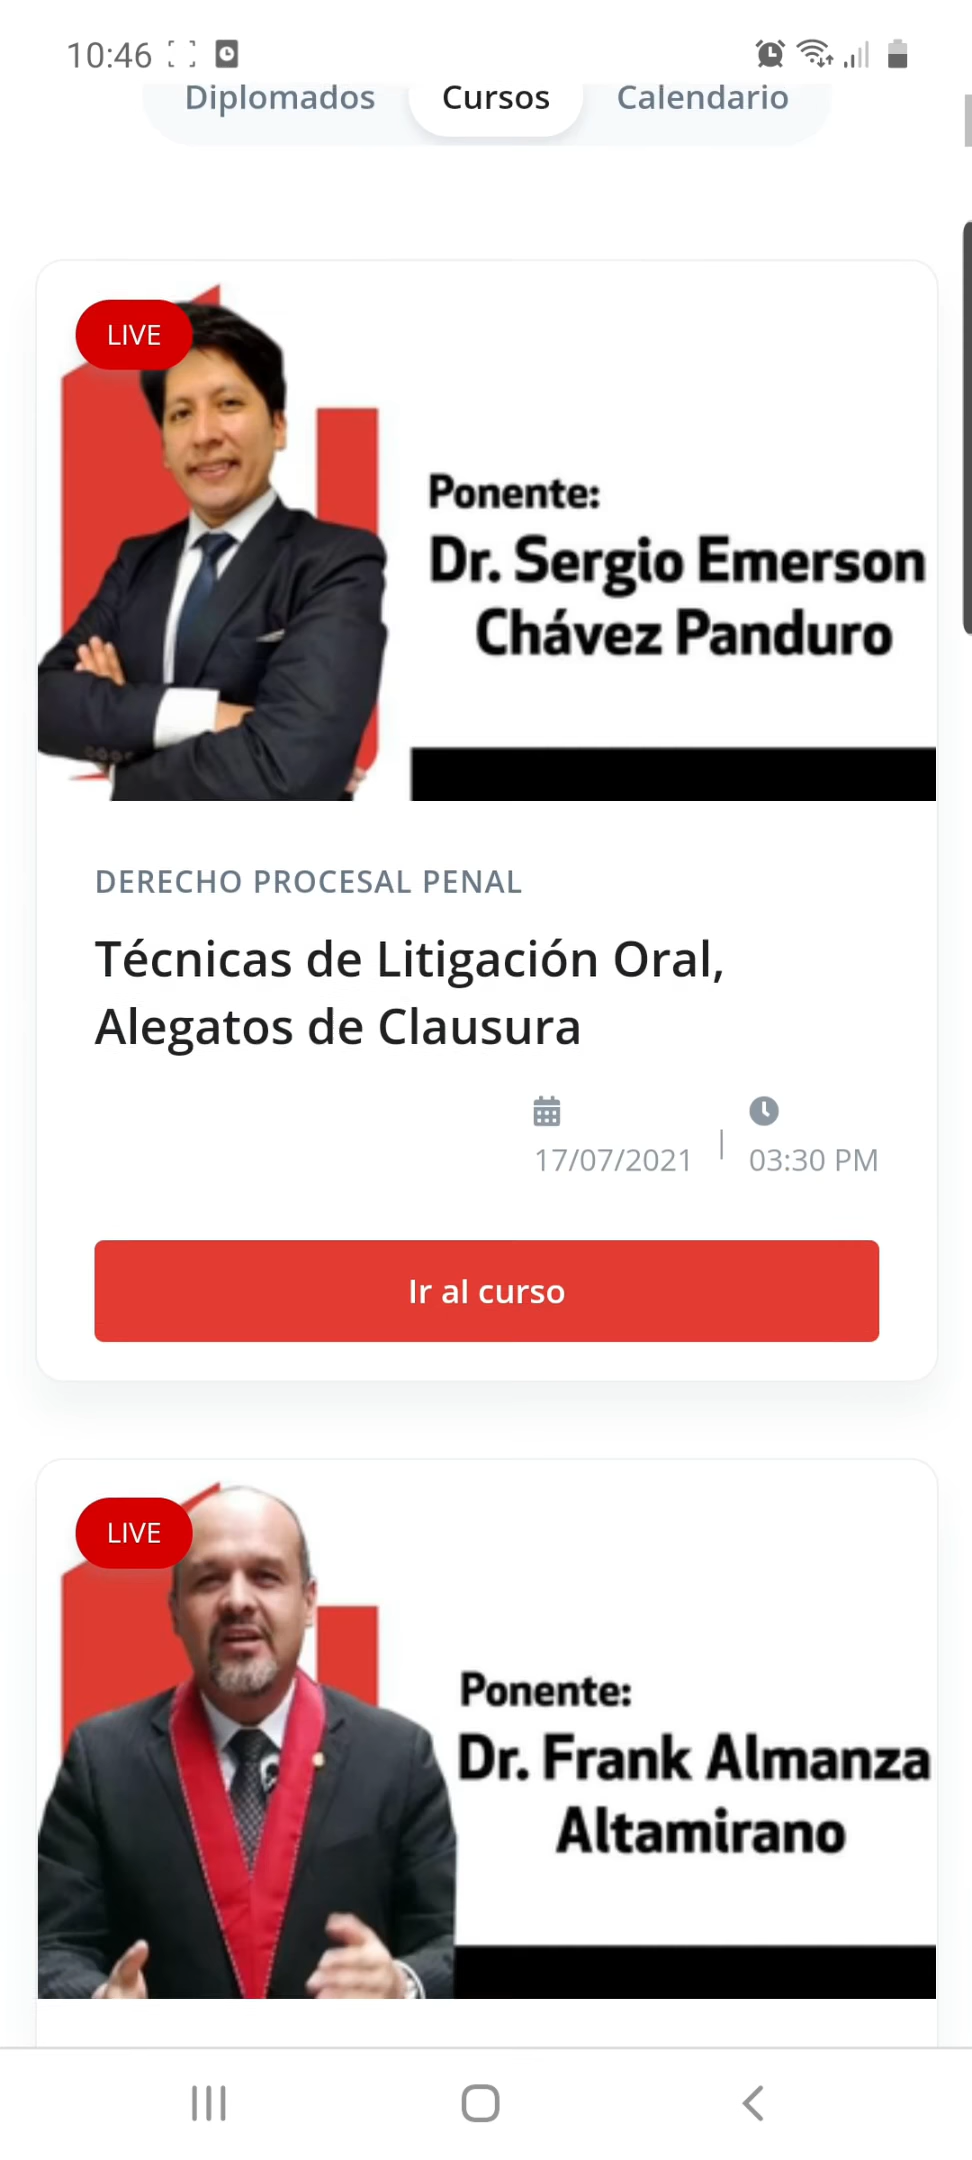 10:46
Diplomados Cursos Calendario
LIVE
Ponente:
Dr. Sergio Emerson
Chávez Panduro
DERECHO PROCESAL PENAL
Técnicas de Litigación Oral,
Alegatos de Clausura
17/07/2021 | 03:30 PM
Ir al curso
LIVE
Ponente:
Dr. Frank Almanza
Altamirano